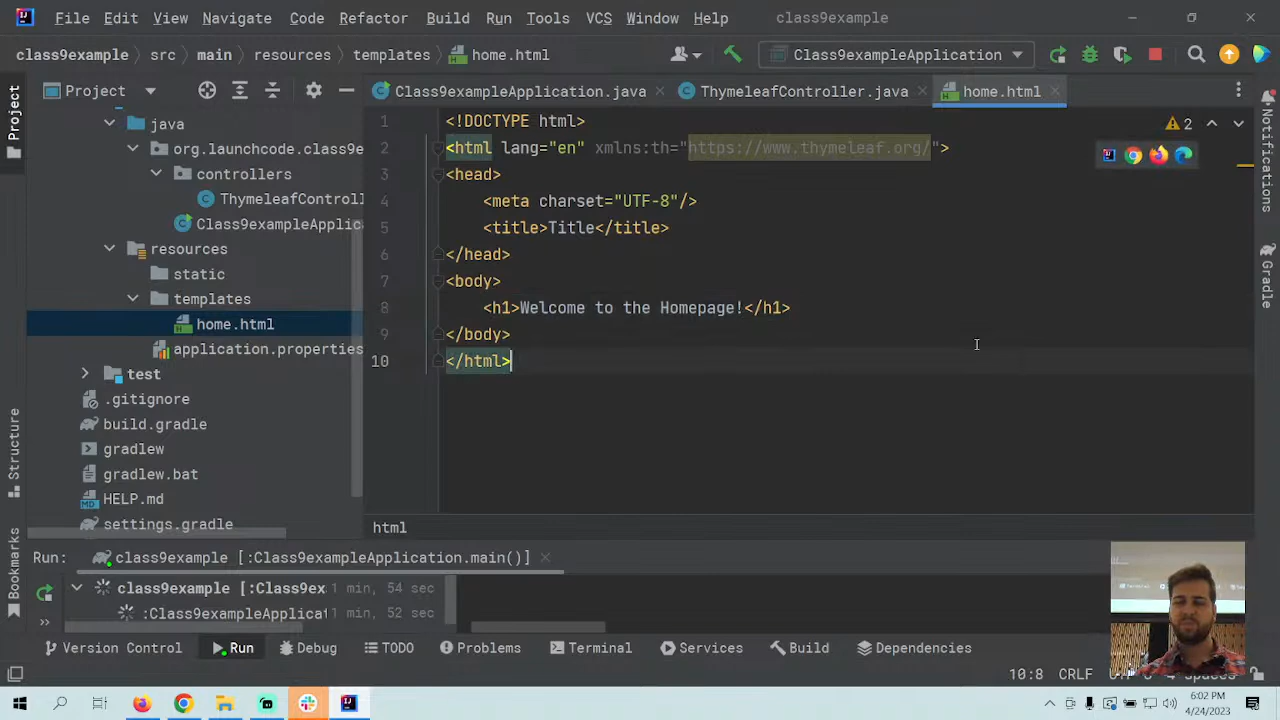 File Edit View Navigate Code Refactor Build Run Tools VCS Window Help class9example
class9example src main resources templates home.html Class9exampleApplication
Project Class9exampleApplication.java ThymeleafController.java home.html
Project
Structure
Bookmarks
java
org.launchcode.class9e
controllers
ThymeleafControll
Class9exampleApplic
resources
static
templates
home.html
application.properties
test
.gitignore
build.gradle
gradlew
gradlew.bat
HELP.md
settings.gradle
1 <!DOCTYPE html>
2 <html lang="en" xmlns:th="https://www.thymeleaf.org/">
3 <head>
4 <meta charset="UTF-8"/>
5 <title>Title</title>
6 </head>
7 <body>
8 <h1>Welcome to the Homepage!</h1>
9 </body>
10 </html>
2
Notifications
Gradle
html
Run: class9example [:Class9exampleApplication.main()]
class9example [:Class9ex 1 min, 54 sec
:Class9exampleApplicat 1 min, 52 sec
Version Control Run Debug TODO Problems Terminal Services Build Dependencies
10:8 CRLF 4 spaces
6:02 PM
4/24/2023